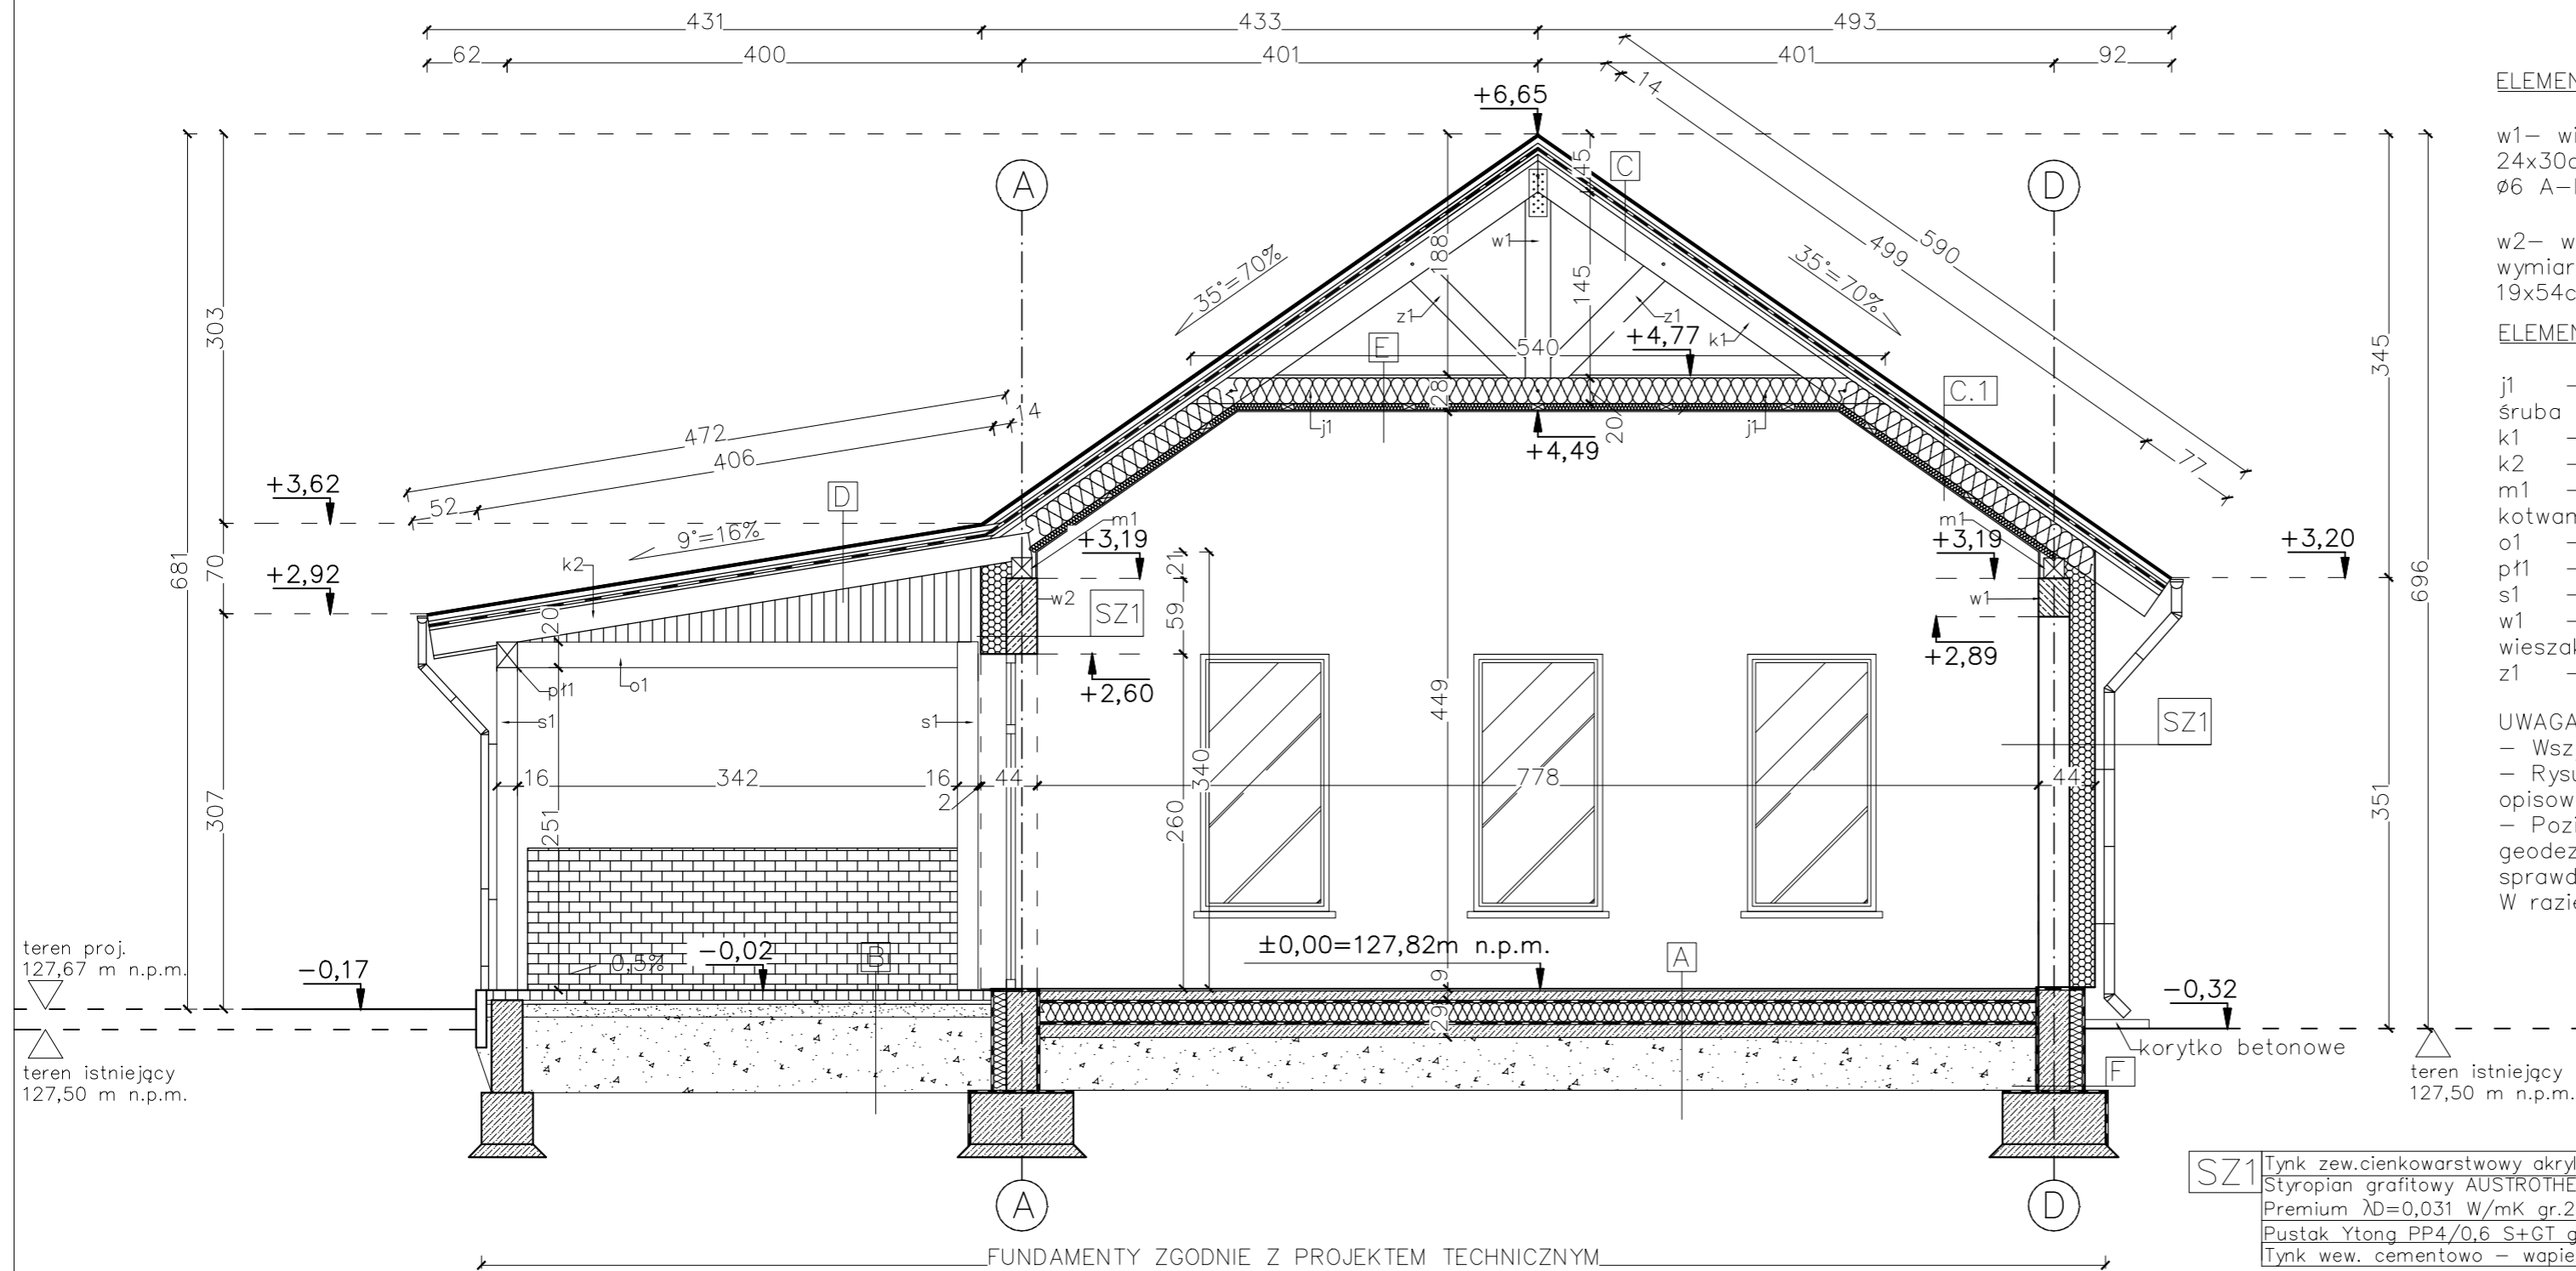 431
433
493
62
400
401
401
92
14
499
590
77
+6,65
A
D
C
45
188
145
w1
z1
z1
k1
35°=70%
35°=70%
540
+4,77
E
28
20
j1
j1
+4,49
C.1
345
696
351
681
303
70
307
472
14
406
52
+3,62
+2,92
9°=16%
D
k2
m1
+3,19
w2
SZ1
+2,60
21
59
340
260
449
m1
+3,19
w1
+2,89
+3,20
SZ1
20
pł1
o1
s1
s1
16
342
16
2
44
778
44
251
0,5%
-0,02
B
±0,00=127,82m n.p.m.
A
9
29
teren proj.
127,67 m n.p.m.
-0,17
teren istniejący
127,50 m n.p.m.
-0,32
korytko betonowe
F
teren istniejący
127,50 m n.p.m.
A
D
FUNDAMENTY ZGODNIE Z PROJEKTEM TECHNICZNYM
ELEMEN
w1- wi
24x30c
ø6 A-
w2- w
wymiar
19x54c
ELEMEN
j1 -
śruba
k1 -
k2 -
m1 -
kotwam
o1 -
pł1 -
s1 -
w1 -
wieszak
z1 -
UWAGA
- Wsz
- Rysu
opisow
- Pozi
geodez
sprawd
W razie
SZ1
Tynk zew.cienkowarstwowy akryl
Styropian grafitowy AUSTROTHE
Premium λD=0,031 W/mK gr.2
Pustak Ytong PP4/0,6 S+GT g
Tynk wew. cementowo - wapie